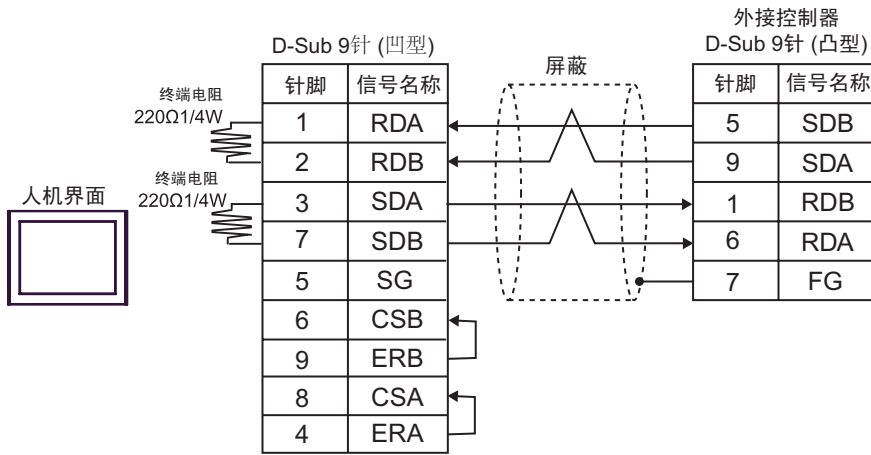 外接控制器
D-Sub 9针 (凹型)
D-Sub 9针 (凸型)
屏蔽
针脚 信号名称
针脚 信号名称
终端电阻
220Ω1/4W
1 RDA
5 SDB
2 RDB
9 SDA
终端电阻
220Ω1/4W
人机界面
3 SDA
1 RDB
7 SDB
6 RDA
5 SG
7 FG
6 CSB
9 ERB
8 CSA
4 ERA